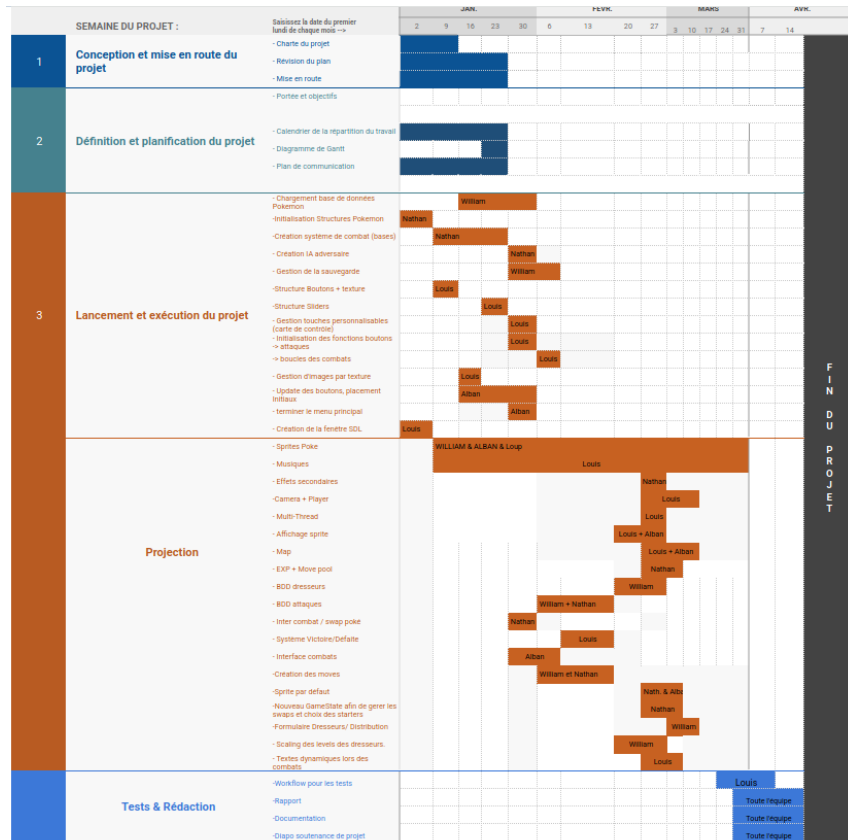 JAN. FÉVR. MARS AVR.
SEMAINE DU PROJET : Saisissez la date du premier
lundi de chaque mois -->
2 9 16 23 30 6 13 20 27 3 10 17 24 31 7 14
1
Conception et mise en route du
projet
- Charte du projet
- Révision du plan
- Mise en route
2
Définition et planification du projet
- Portée et objectifs
- Calendrier de la répartition du travail
- Diagramme de Gantt
- Plan de communication
3
Lancement et exécution du projet
- Chargement base de données
Pokemon
William
-Initialisation Structures Pokemon
Nathan
-Création système de combat (bases)
Nathan
- Création IA adversaire
Nathan
- Gestion de la sauvegarde
William
-Structure Boutons + texture
Louis
-Structure Sliders
Louis
- Gestion touches personnalisables
(carte de contrôle)
Louis
- Initialisation des fonctions boutons
-> attaques
Louis
-> boucles des combats
Louis
- Gestion d'images par texture
Louis
- Update des boutons, placement
Initiaux
Alban
- terminer le menu principal
Alban
- Création de la fenêtre SDL
Louis
Projection
- Sprites Poke
WILLIAM & ALBAN & Loup
- Musiques
Louis
- Effets secondaires
Nathan
-Camera + Player
Louis
- Multi-Thread
Louis
- Affichage sprite
Louis + Alban
- Map
Louis + Alban
- EXP + Move pool
Nathan
- BDD dresseurs
William
- BDD attaques
William + Nathan
- Inter combat / swap poke
Nathan
- Système Victoire/Défaite
Louis
- Interface combats
Alban
-Création des moves
William et Nathan
-Sprite par défaut
Nath. & Alba
-Nouveau GameState afin de gerer les
swaps et choix des starters
Nathan
-Formulaire Dresseurs/ Distribution
William
- Scaling des levels des dresseurs.
William
- Textes dynamiques lors des
combats
Louis
Tests & Rédaction
-Workflow pour les tests
Louis
-Rapport
Toute l'équipe
-Documentation
Toute l'équipe
-Diapo soutenance de projet
Toute l'équipe
FIN DU PROJET